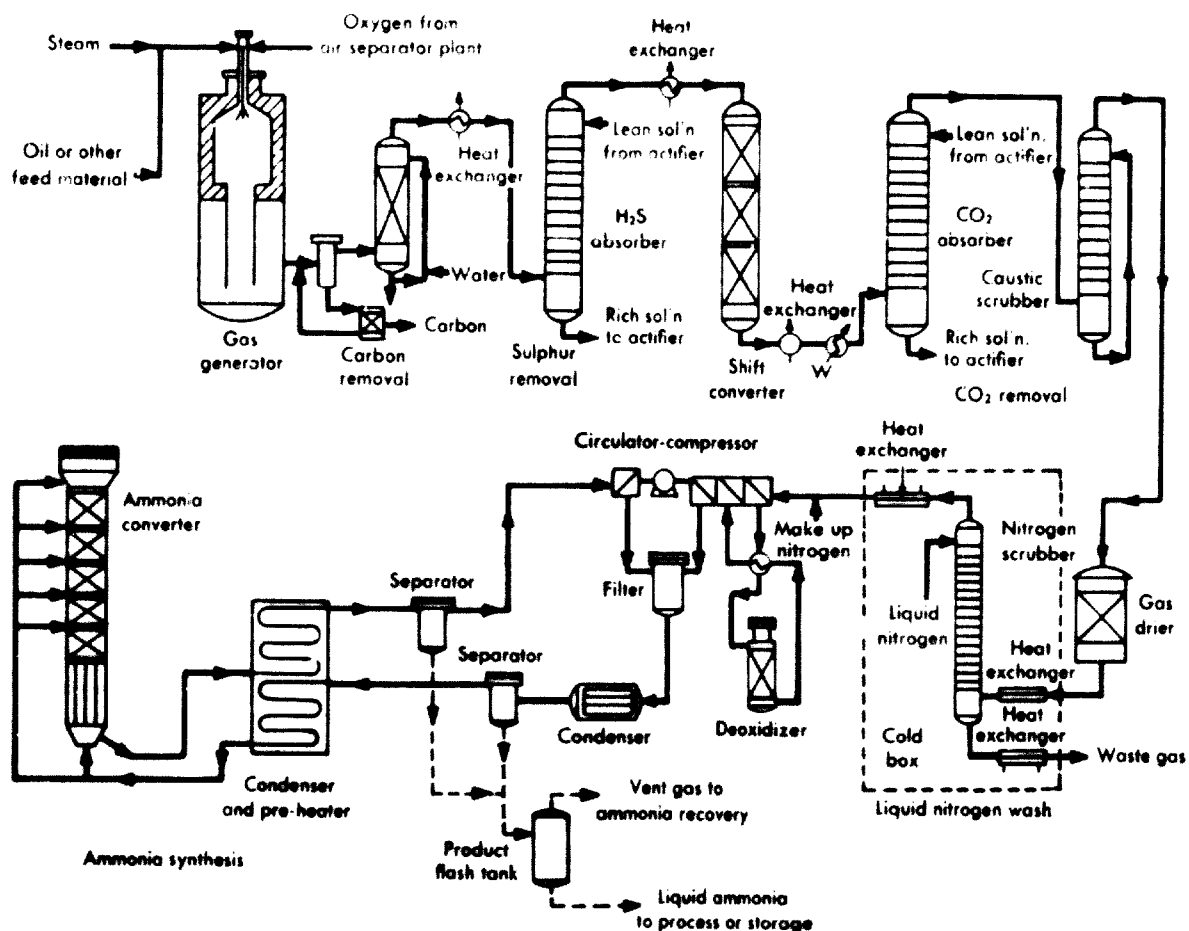 Steam
Oxygen from
air separator plant
Oil or other
feed material
Gas
generator
Heat
exchanger
Water
Carbon
Carbon
removal
Heat
exchanger
Lean sol'n
from actifier
H₂S
absorber
Rich sol'n
to actifier
Sulphur
removal
Shift
converter
Heat
exchanger
W
Lean sol'n.
from actifier
CO₂
absarber
Caustic
scrubber
Rich sol'n.
to actifier
CO₂ removal
Ammonia
converter
Circulator-compressor
Heat
exchanger
Make up
nitrogen
Nitrogen
scrubber
Separator
Filter
Liquid
nitrogen
Gas
drier
Separator
Heat
exchanger
Condenser
Deoxidizer
Heat
exchanger
Cold
box
Waste gas
Condenser
and pre-heater
Vent gas to
ammonia recovery
Liquid nitrogen wash
Ammonia synthesis
Product
flash tank
Liquid ammonia
to process or storage